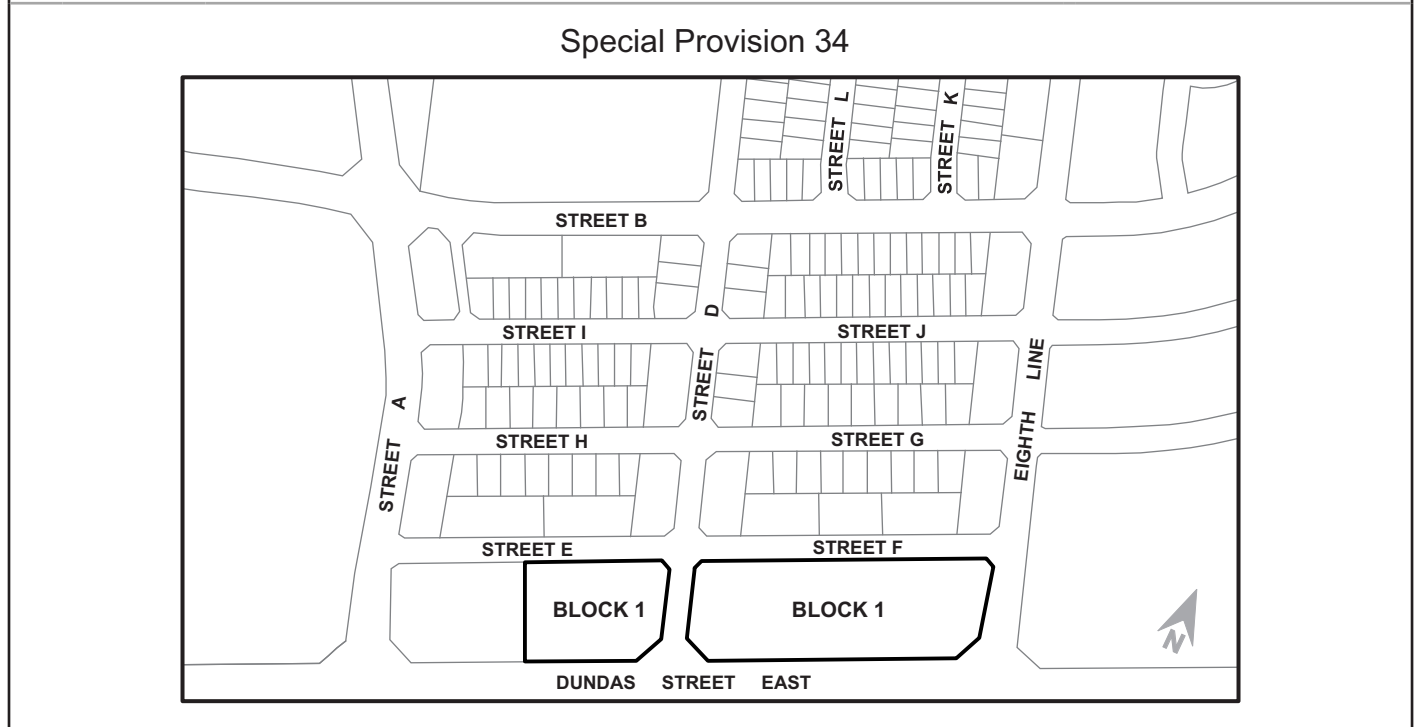 Special Provision 34
STREET L
STREET K
STREET B
STREET D
STREET I
STREET J
EIGHTH LINE
STREET A
STREET H
STREET G
STREET E
STREET F
BLOCK 1
BLOCK 1
N
DUNDAS STREET EAST